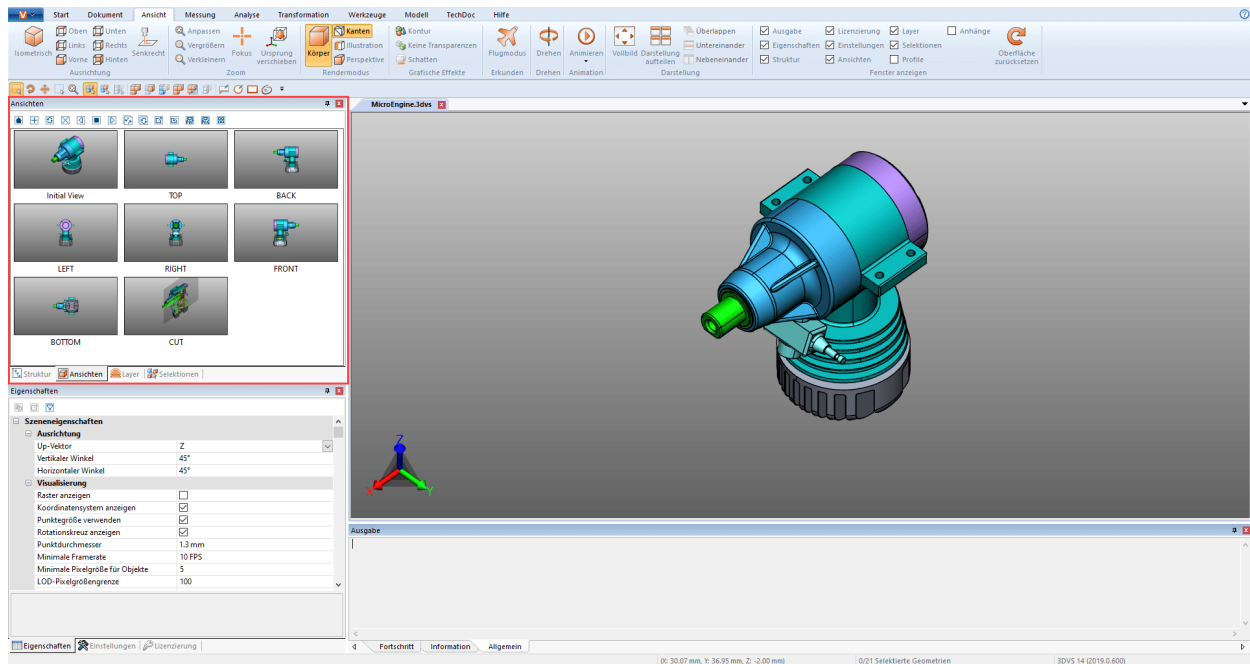 V
Start Dokument Ansicht Messung Analyse Transformation Werkzeuge Modell TechDoc Hilfe
Isometrisch
Oben Unten
Links Rechts
Vorne Hinten
Senkrecht
Ausrichtung
Anpassen
Vergrößern
Verkleinern
Fokus
Ursprung
verschieben
Zoom
Körper
Kanten
Illustration
Perspektive
Rendermodus
Kontur
Keine Transparenzen
Schatten
Grafische Effekte
Flugmodus
Erkunden
Drehen
Drehen
Animieren
Animation
Vollbild
Darstellung
aufteilen
Überlappen
Untereinander
Nebeneinander
Darstellung
Ausgabe Lizenzierung Layer Anhänge
Eigenschaften Einstellungen Selektionen
Struktur Ansichten Profile
Fenster anzeigen
Oberfläche
zurücksetzen
Ansichten
MicroEngine.3dvs
Initial View TOP BACK
LEFT RIGHT FRONT
BOTTOM CUT
Struktur Ansichten Layer Selektionen
Eigenschaften
Szeneneigenschaften
Ausrichtung
Up-Vektor Z
Vertikaler Winkel 45°
Horizontaler Winkel 45°
Visualisierung
Raster anzeigen
Koordinatensystem anzeigen
Punktegröße verwenden
Rotationskreuz anzeigen
Punktdurchmesser 1.3 mm
Minimale Framerate 10 FPS
Minimale Pixelgröße für Objekte 5
LOD-Pixelgrößengrenze 100
Eigenschaften Einstellungen Lizenzierung
Z
X
Y
Ausgabe
Fortschritt Information Allgemein
(X: 30.07 mm, Y: 36.95 mm, Z: -2.00 mm) 0/21 Selektierte Geometrien 3DVS 14 (2019.0.600)